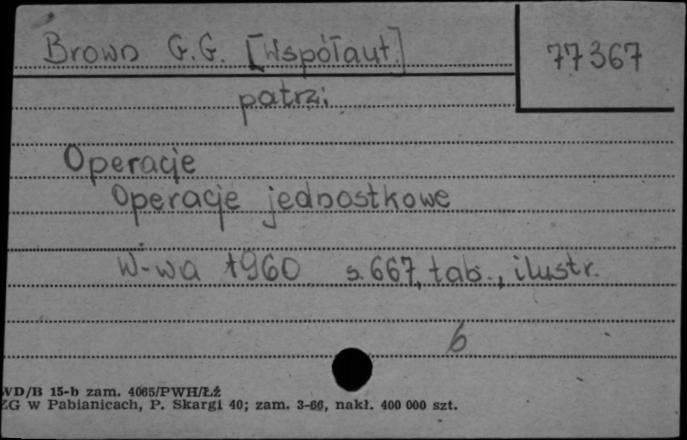 Brown G.G. [Współaut.]
77367
patrz:
Operacje
Operacje jednostkowe
W-wa 1960 s. 667, tab., ilustr.
6
WD/B 15-b zam. 4065/PWH/Łź
ZG w Pabianicach, P. Skargi 40; zam. 3-66, nakł. 400 000 szt.